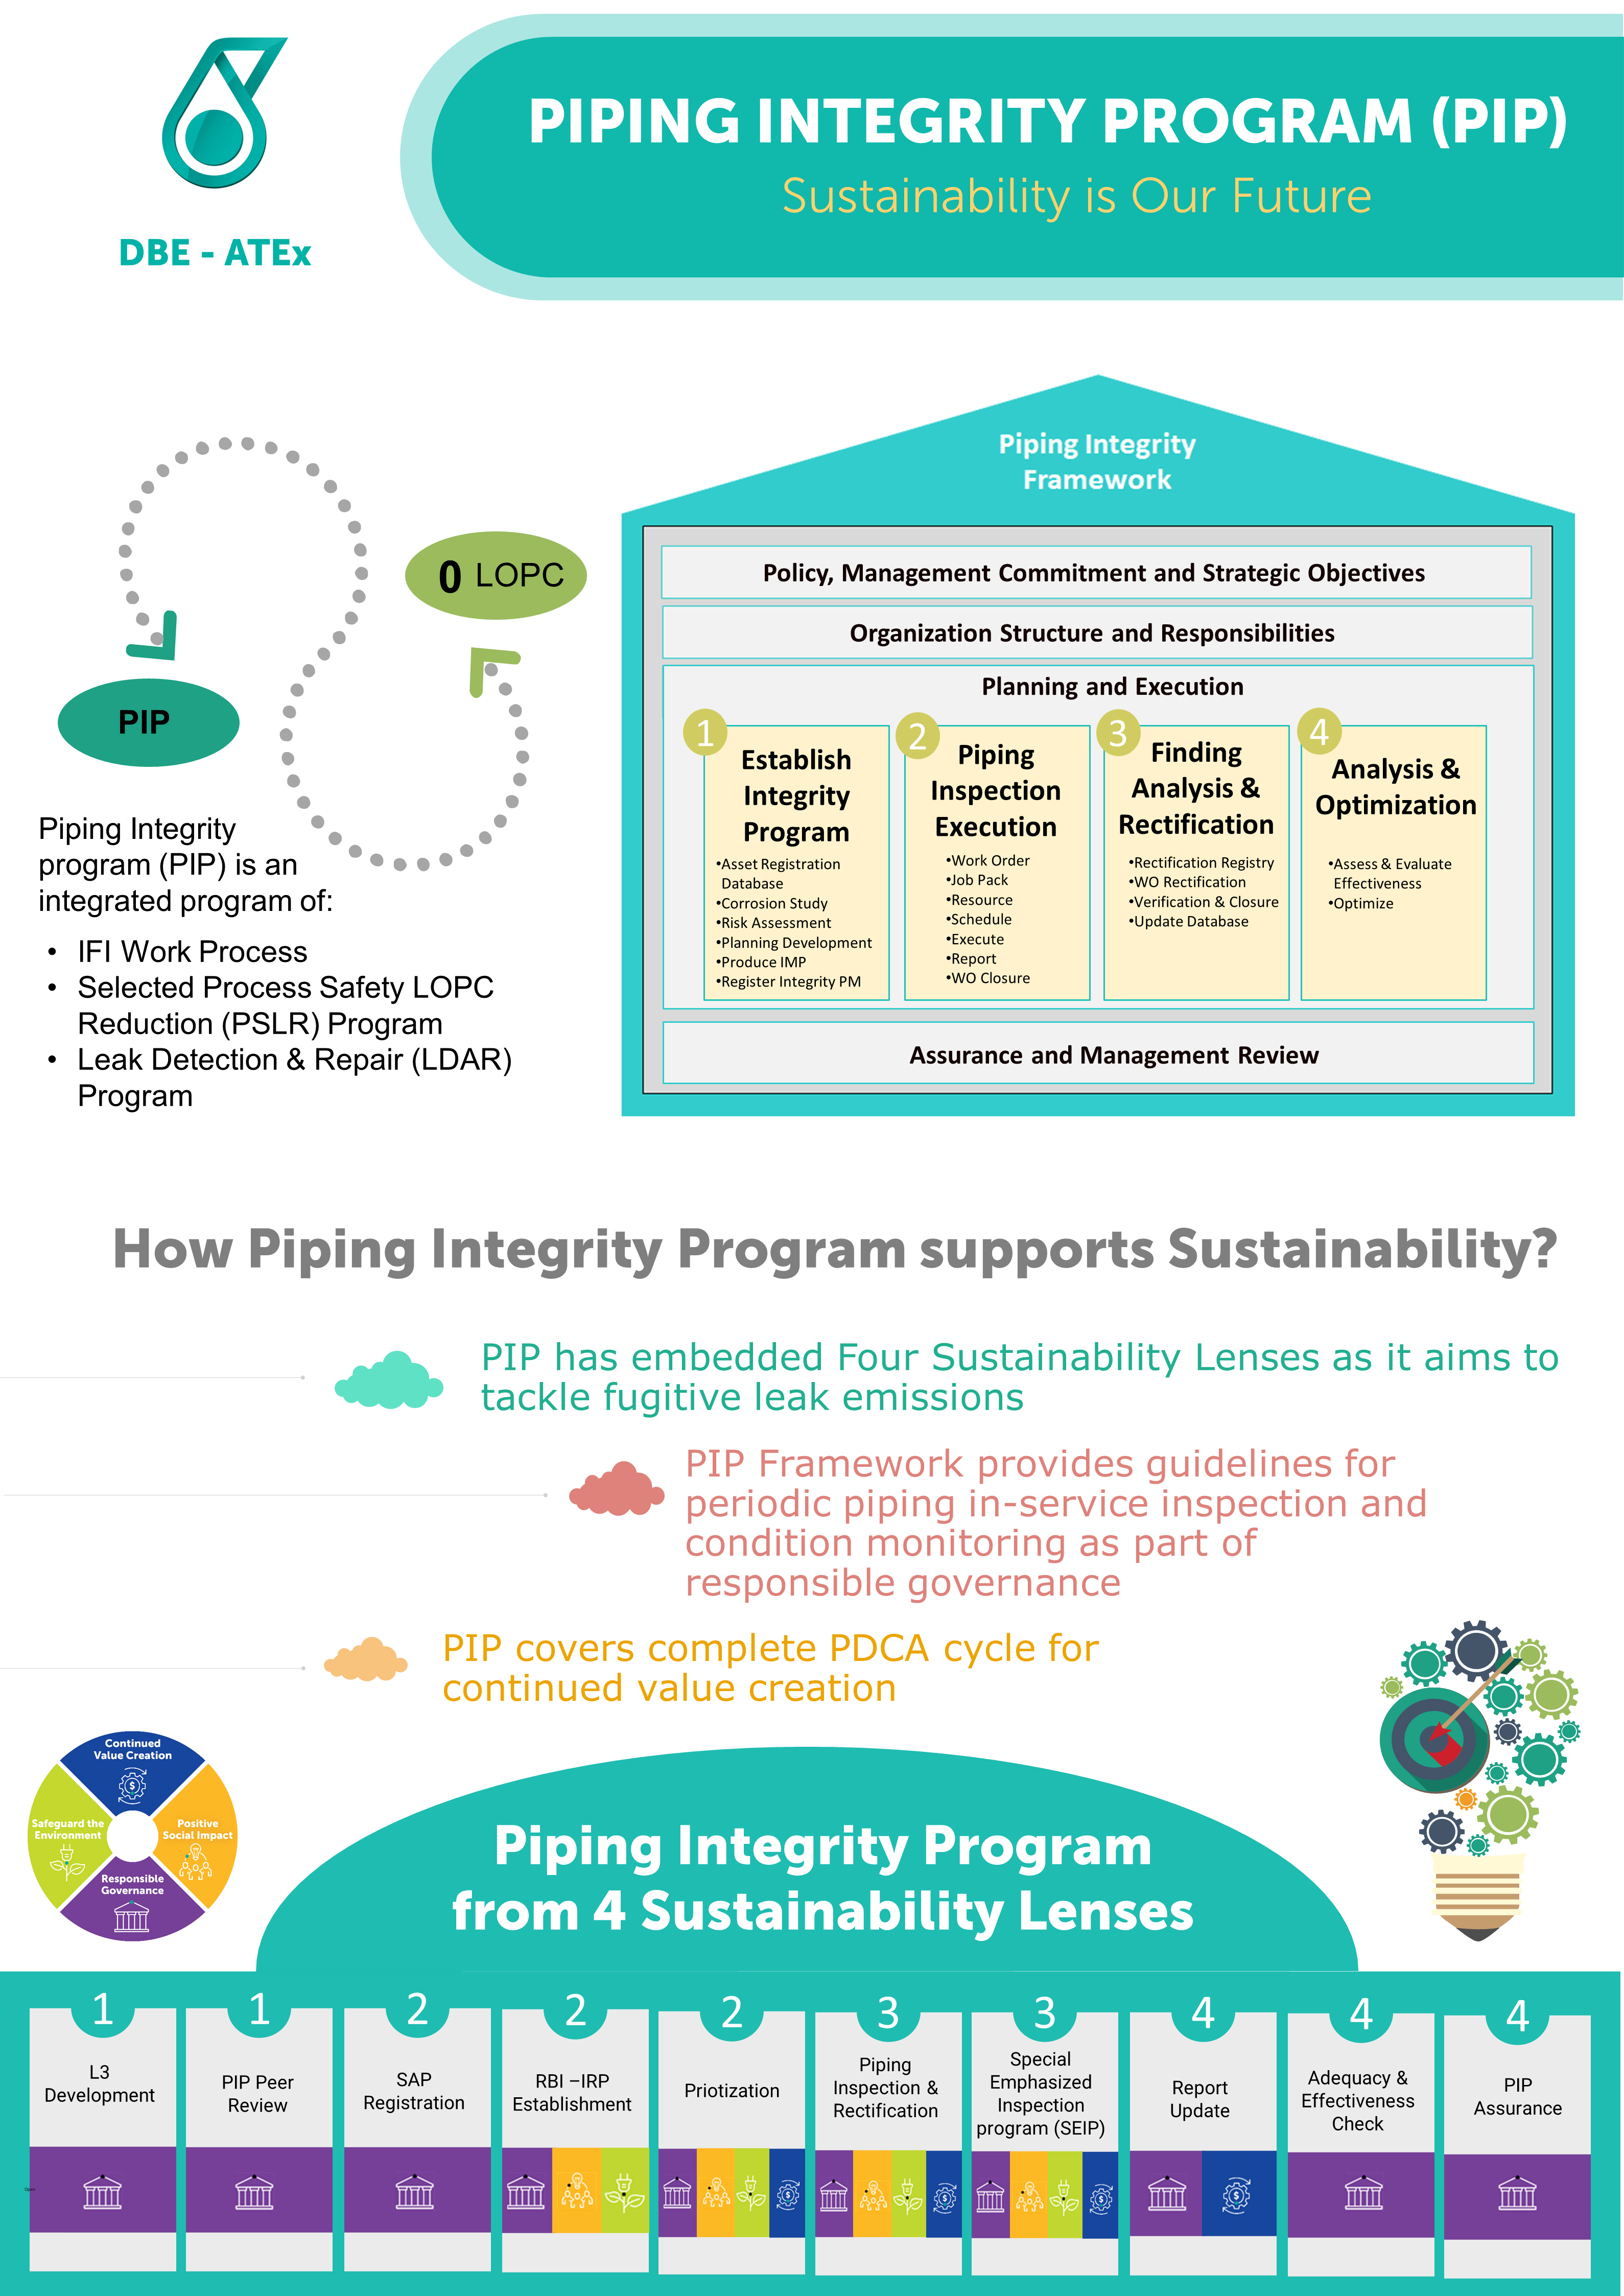 PIPING INTEGRITY PROGRAM (PIP)
Sustainability is Our Future
DBE - ATEx
Piping Integrity
Framework
Policy, Management Commitment and Strategic Objectives
Organization Structure and Responsibilities
Planning and Execution
1
Establish
Integrity
Program
•Asset Registration
Database
•Corrosion Study
•Risk Assessment
•Planning Development
•Produce IMP
•Register Integrity PM
2
Piping
Inspection
Execution
•Work Order
•Job Pack
•Resource
•Schedule
•Execute
•Report
•WO Closure
3
Finding
Analysis &
Rectification
•Rectification Registry
•WO Rectification
•Verification & Closure
•Update Database
4
Analysis &
Optimization
•Assess & Evaluate
Effectiveness
•Optimize
Assurance and Management Review
0 LOPC
PIP
Piping Integrity
program (PIP) is an
integrated program of:
• IFI Work Process
• Selected Process Safety LOPC
Reduction (PSLR) Program
• Leak Detection & Repair (LDAR)
Program
How Piping Integrity Program supports Sustainability?
PIP has embedded Four Sustainability Lenses as it aims to
tackle fugitive leak emissions
PIP Framework provides guidelines for
periodic piping in-service inspection and
condition monitoring as part of
responsible governance
PIP covers complete PDCA cycle for
continued value creation
Continued
Value Creation
Safeguard the
Environment
Positive
Social Impact
Responsible
Governance
Piping Integrity Program
from 4 Sustainability Lenses
1
L3
Development
1
PIP Peer
Review
2
SAP
Registration
2
RBI –IRP
Establishment
2
Priotization
3
Piping
Inspection &
Rectification
3
Special
Emphasized
Inspection
program (SEIP)
4
Report
Update
4
Adequacy &
Effectiveness
Check
4
PIP
Assurance